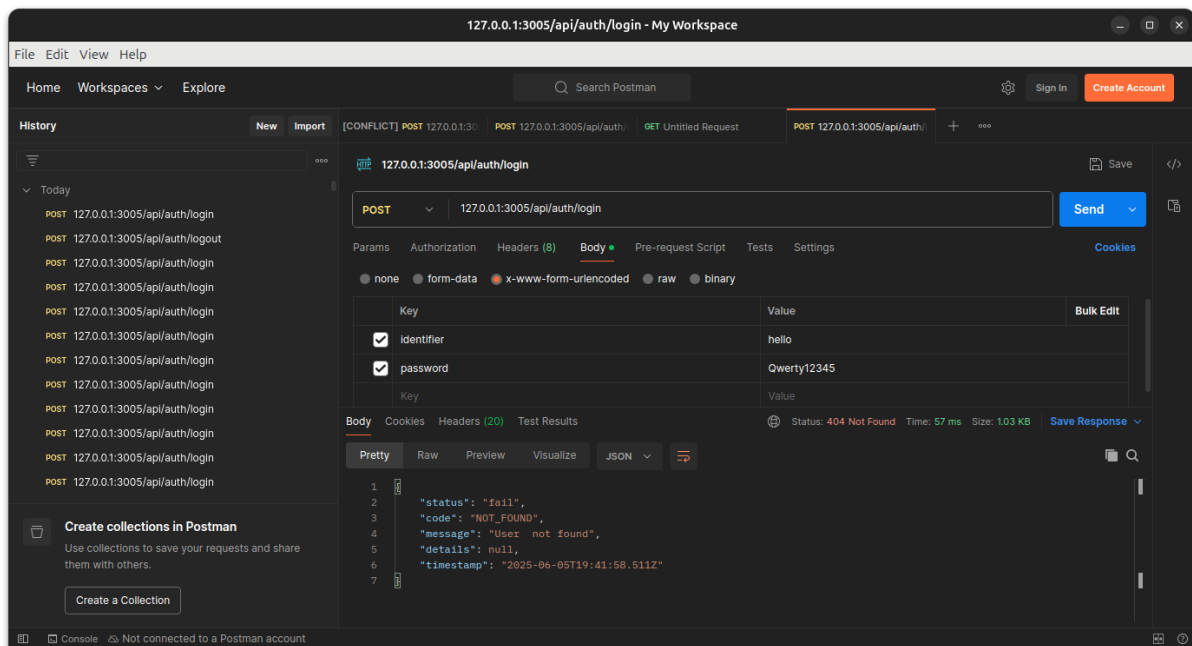 127.0.0.1:3005/api/auth/login - My Workspace
File Edit View Help
Home Workspaces Explore Search Postman Sign In Create Account
History New Import
[CONFLICT] POST 127.0.0.1:30 POST 127.0.0.1:3005/api/auth/ GET Untitled Request POST 127.0.0.1:3005/api/auth/
HTTP 127.0.0.1:3005/api/auth/login Save
Today
POST 127.0.0.1:3005/api/auth/login
POST 127.0.0.1:3005/api/auth/logout
POST 127.0.0.1:3005/api/auth/login
POST 127.0.0.1:3005/api/auth/login
POST 127.0.0.1:3005/api/auth/login
POST 127.0.0.1:3005/api/auth/login
POST 127.0.0.1:3005/api/auth/login
POST 127.0.0.1:3005/api/auth/login
POST 127.0.0.1:3005/api/auth/login
POST 127.0.0.1:3005/api/auth/login
POST 127.0.0.1:3005/api/auth/login
POST 127.0.0.1:3005/api/auth/login
Create collections in Postman
Use collections to save your requests and share
them with others.
Create a Collection
POST 127.0.0.1:3005/api/auth/login Send
Params Authorization Headers (8) Body Pre-request Script Tests Settings Cookies
none form-data x-www-form-urlencoded raw binary
Key Value Bulk Edit
identifier hello
password Qwerty12345
Key Value
Body Cookies Headers (20) Test Results Status: 404 Not Found Time: 57 ms Size: 1.03 KB Save Response
Pretty Raw Preview Visualize JSON
1 {
2 "status": "fail",
3 "code": "NOT_FOUND",
4 "message": "User  not found",
5 "details": null,
6 "timestamp": "2025-06-05T19:41:58.511Z"
7 }
Console Not connected to a Postman account